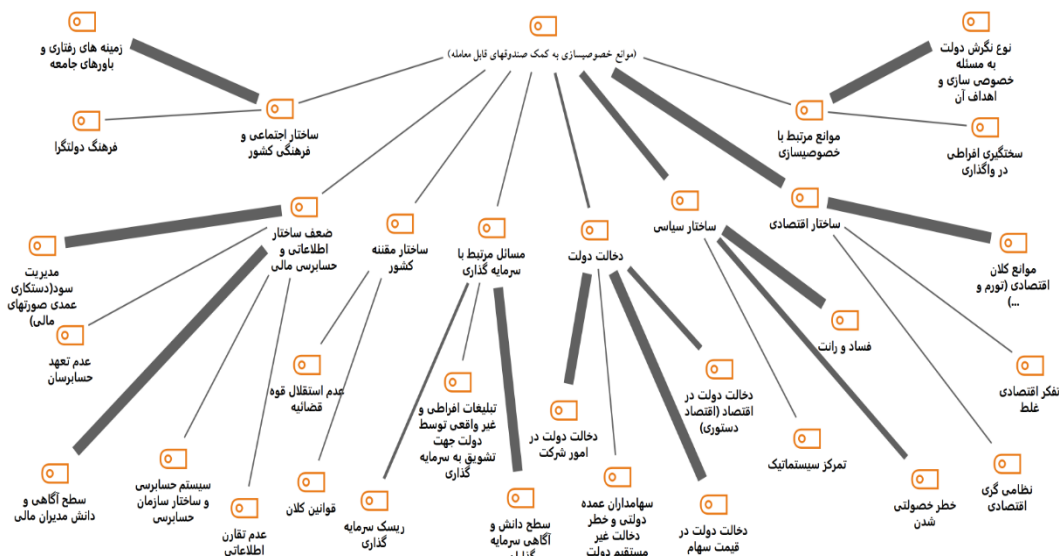 (موانع خصوصیسازی به کمک صندوقهای قابل معامله)
زمینه های رفتاری و
باورهای جامعه
فرهنگ دولتگرا
ساختار اجتماعی و
فرهنگی کشور
نوع نگرش دولت
به مسئله
خصوصی سازی و
اهداف آن
موانع مرتبط با
خصوصیسازی
سختگیری افراطی
در واگذاری
ساختار اقتصادی
ساختار سیاسی
دخالت دولت
مسائل مرتبط با
سرمایه گذاری
ساختار مقننه
کشور
ضعف ساختار
اطلاعاتی و
حسابرسی مالی
موانع کلان
اقتصادی (تورم و
...)
تفکر اقتصادی
غلط
نظامی گری
اقتصادی
فساد و رانت
خطر خصولتی
شدن
تمرکز سیستماتیک
دخالت دولت در
اقتصاد (اقتصاد
دستوری)
دخالت دولت در
قیمت سهام
سهامداران عمده
دولتی و خطر
دخالت غیر
مستقیم دولت
دخالت دولت در
امور شرکت
تبلیغات افراطی و
غیر واقعی توسط
دولت جهت
تشویق به سرمایه
گذاری
سطح دانش و
آگاهی سرمایه
گذاران
ریسک سرمایه
گذاری
عدم استقلال قوه
قضائیه
قوانین کلان
مدیریت
سود(دستکاری
عمدی صورتهای
مالی)
عدم تعهد
حسابرسان
سطح آگاهی و
دانش مدیران مالی
سیستم حسابرسی
و ساختار سازمان
حسابرسی
عدم تقارن
اطلاعاتی